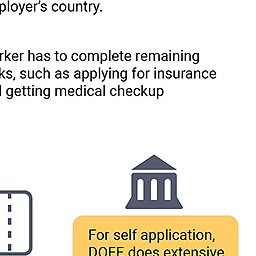 ployer's country.
rker has to complete remaining
ks, such as applying for insurance
getting medical checkup
For self application,
DOFE does extensive